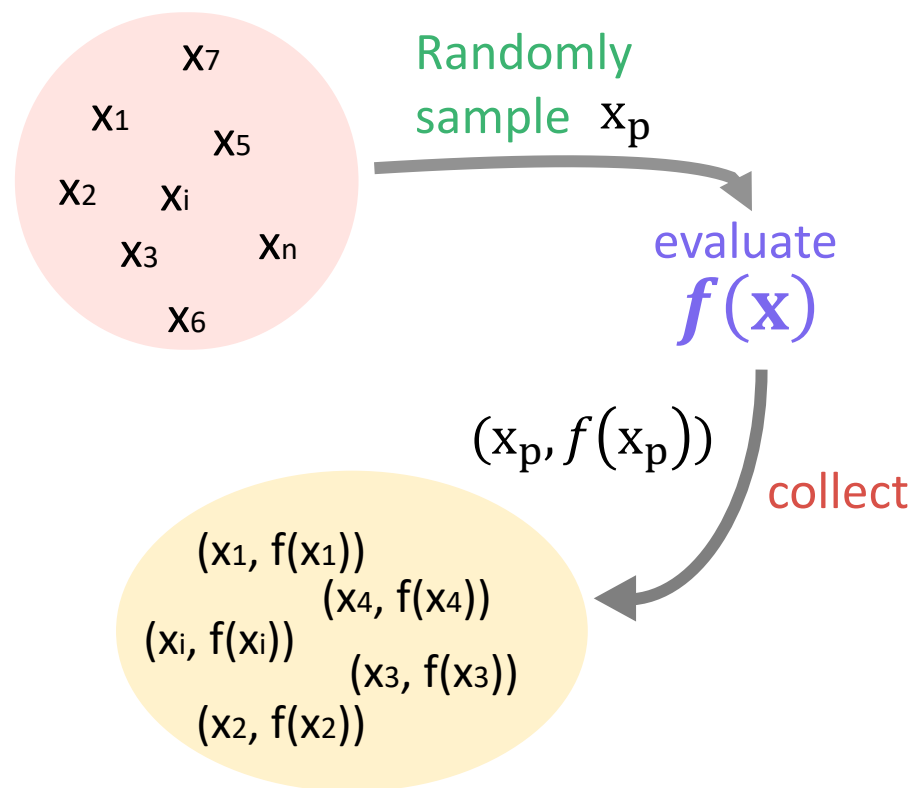 x7
x1
x5
x2
xi
x3
xn
x6
Randomly
sample xp
evaluate
f(x)
(xp, f(xp))
collect
(x1, f(x1))
(x4, f(x4))
(xi, f(xi))
(x3, f(x3))
(x2, f(x2))